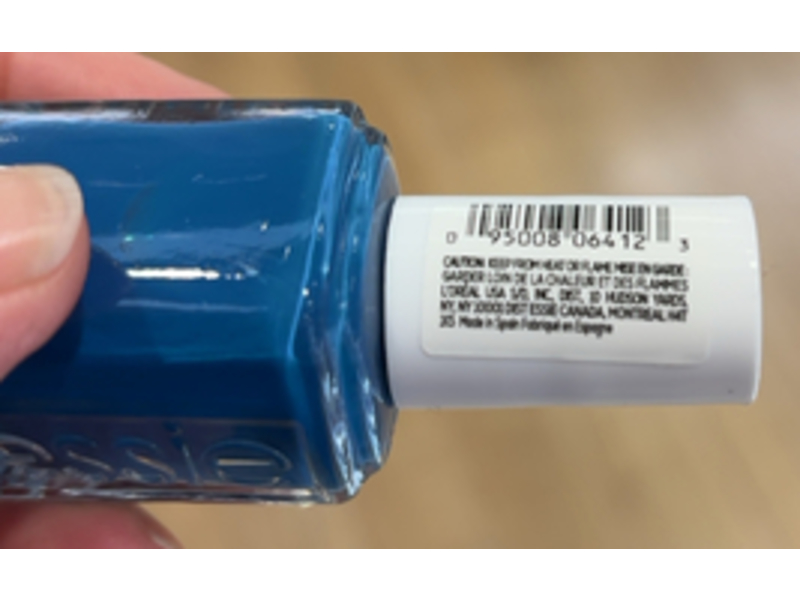 essie
0 95008 06412 3
CAUTION: KEEP FROM HEAT OR FLAME MISE EN GARDE:
GARDER LOIN DE LA CHALEUR ET DES FLAMMES
L'ORÉAL USA S/D, INC, DIST, 10 HUDSON YARDS,
NY, NY 10001 DIST ESSIE CANADA, MONTREAL H4T
Made in Spain Fabriqué en Espagne